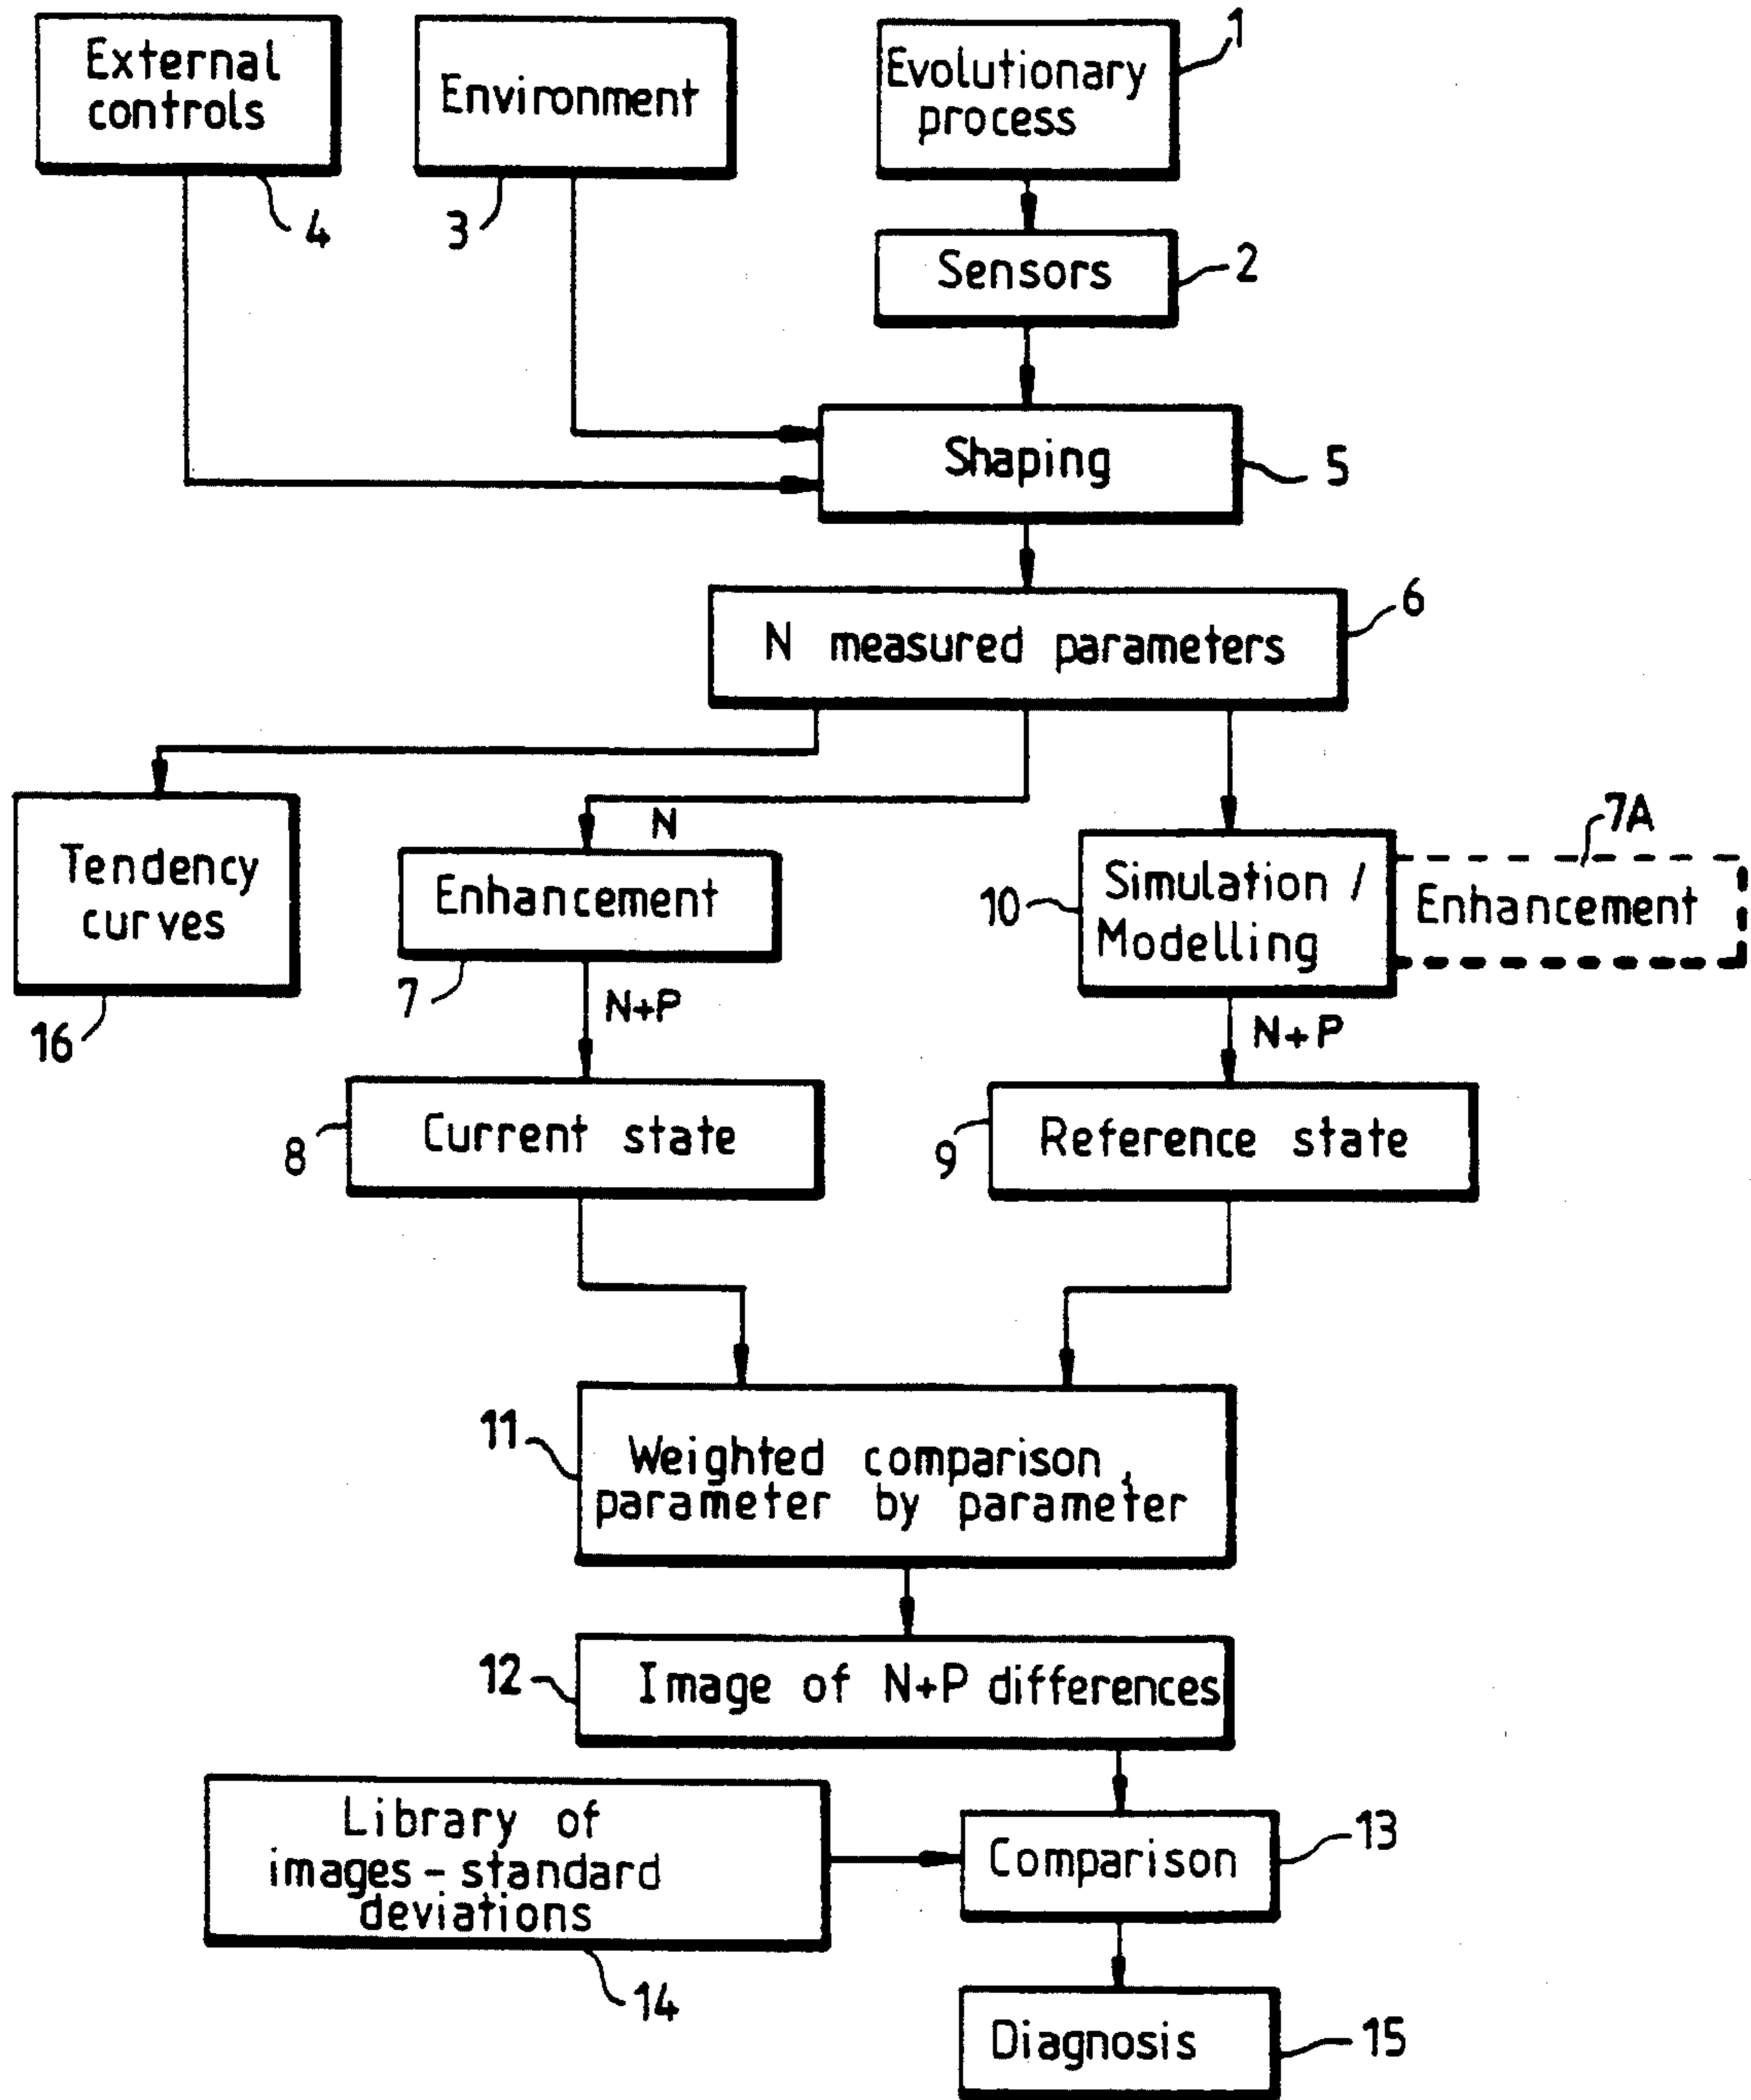 External
controls
Environment
Evolutionary
process
1
4
3
Sensors
2
Shaping
5
N measured parameters
6
Tendency
curves
16
N
Enhancement
7
N+P
Simulation /
Modelling
10
7A
Enhancement
N+P
Current state
8
Reference state
9
11
Weighted comparison,
parameter by parameter
12
Image of N+P differences
Library of
images - standard
deviations
14
Comparison
13
Diagnosis
15